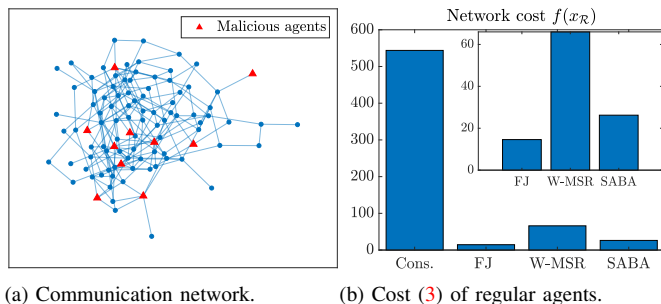 Malicious agents
(a) Communication network.
Network cost f(x_R)
600
500
400
300
200
100
0
Cons.
FJ
W-MSR
SABA
60
40
20
0
FJ
W-MSR
SABA
(b) Cost (3) of regular agents.